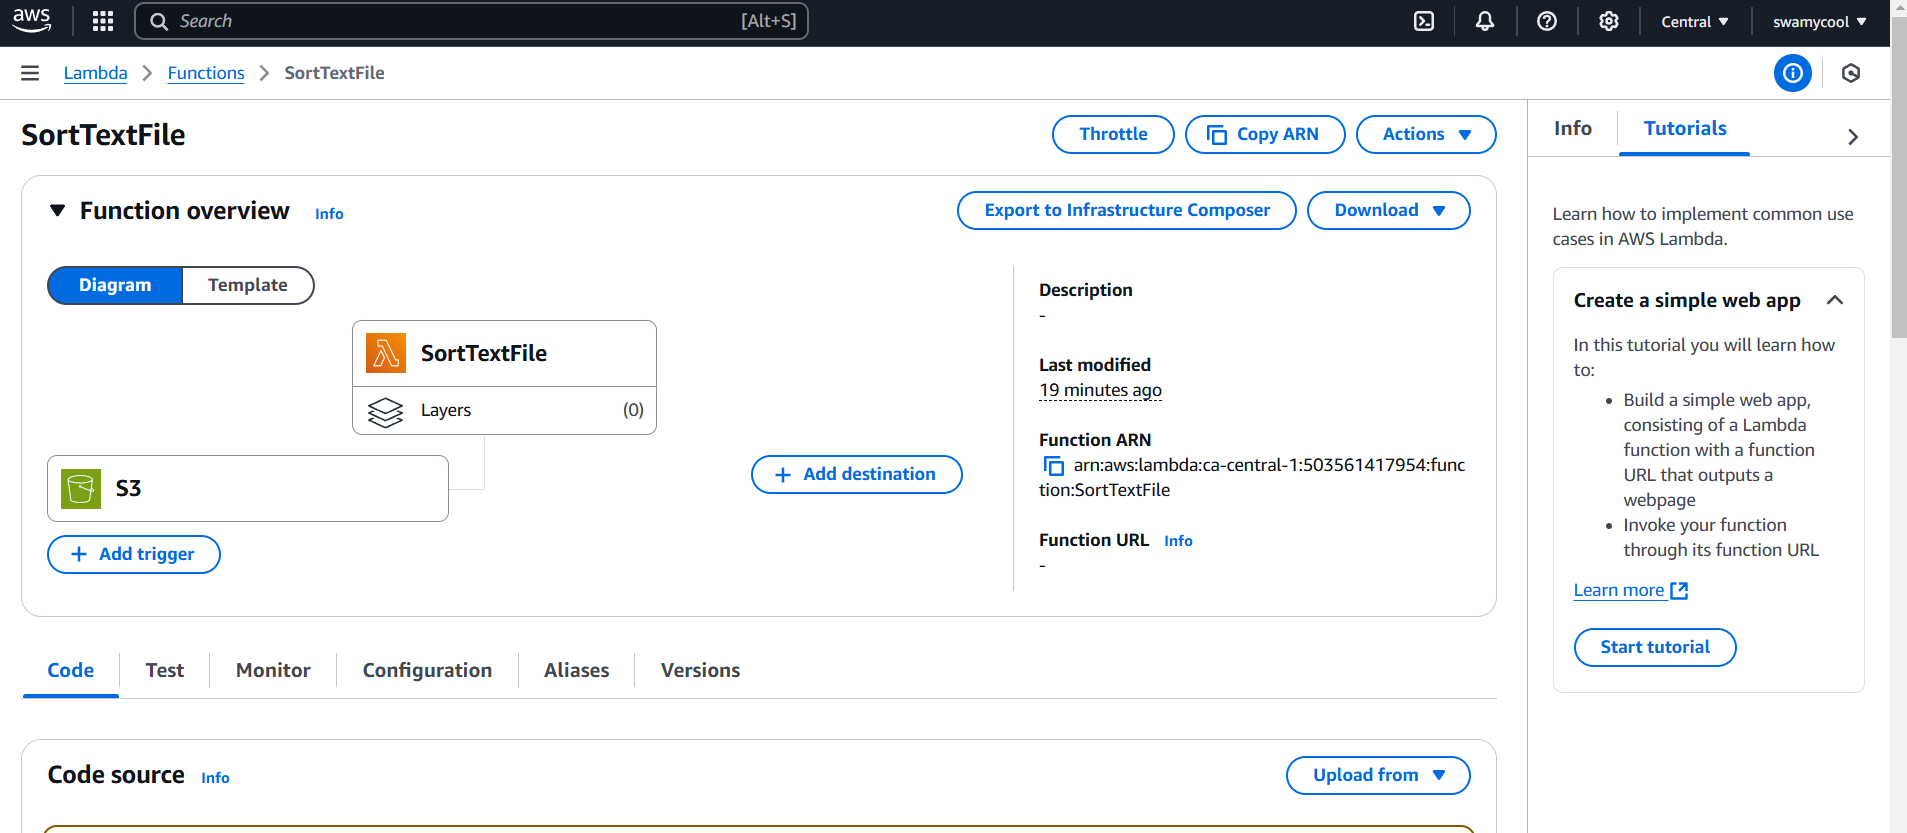 aws
Search [Alt+S]
Central
swamycool
Lambda
Functions
SortTextFile
SortTextFile
Throttle
Copy ARN
Actions
Function overview Info
Export to Infrastructure Composer
Download
Diagram
Template
SortTextFile
Layers (0)
S3
Add trigger
Add destination
Description
-
Last modified
19 minutes ago
Function ARN
arn:aws:lambda:ca-central-1:503561417954:func
tion:SortTextFile
Function URL Info
-
Code
Test
Monitor
Configuration
Aliases
Versions
Code source Info
Upload from
Info
Tutorials
Learn how to implement common use
cases in AWS Lambda.
Create a simple web app
In this tutorial you will learn how
to:
• Build a simple web app,
consisting of a Lambda
function with a function
URL that outputs a
webpage
• Invoke your function
through its function URL
Learn more
Start tutorial